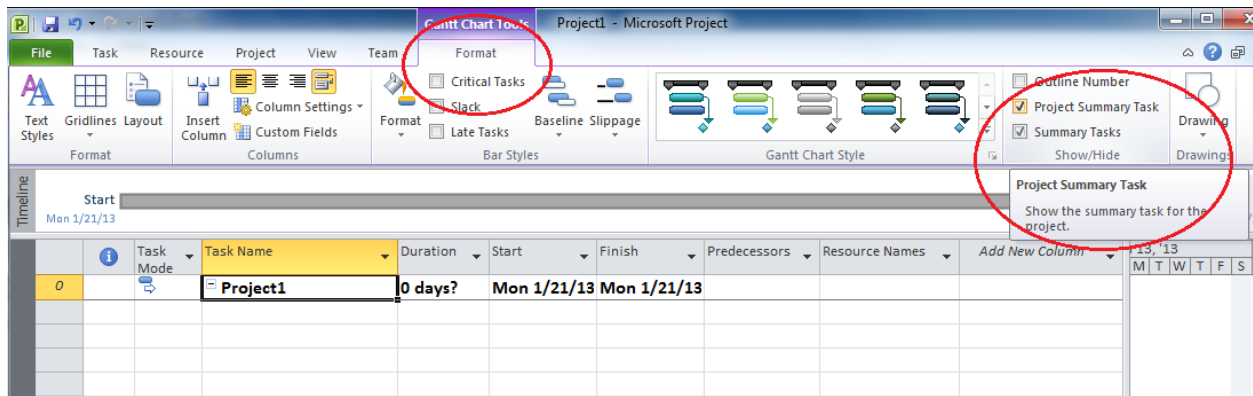 Gantt Chart Tools Project1 - Microsoft Project
File Task Resource Project View Team Format
Text Styles
Gridlines
Layout
Format
Insert Column
Column Settings
Custom Fields
Columns
Format
Critical Tasks
Slack
Late Tasks
Baseline
Slippage
Bar Styles
Gantt Chart Style
Outline Number
Project Summary Task
Summary Tasks
Show/Hide
Drawing
Drawings
Project Summary Task
Show the summary task for the
project.
Timeline
Start
Mon 1/21/13
Task Mode Task Name Duration Start Finish Predecessors Resource Names Add New Column '13, '13
M T W T F S
0 Project1 0 days? Mon 1/21/13 Mon 1/21/13